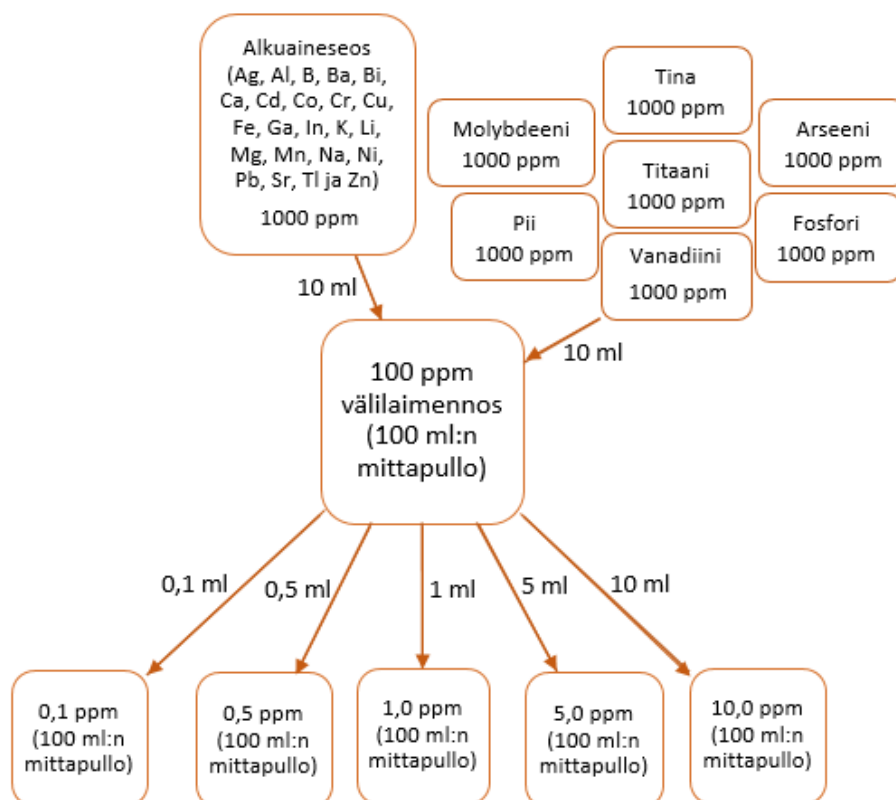 Alkuaineseos
(Ag, Al, B, Ba, Bi,
Ca, Cd, Co, Cr, Cu,
Fe, Ga, In, K, Li,
Mg, Mn, Na, Ni,
Pb, Sr, Tl ja Zn)
1000 ppm
Tina
1000 ppm
Molybdeeni
1000 ppm
Arseeni
1000 ppm
Titaani
1000 ppm
Pii
1000 ppm
Fosfori
1000 ppm
Vanadiini
1000 ppm
10 ml
10 ml
100 ppm
välilaimennos
(100 ml:n
mittapullo)
0,1 ml
0,5 ml
1 ml
5 ml
10 ml
0,1 ppm
(100 ml:n
mittapullo)
0,5 ppm
(100 ml:n
mittapullo)
1,0 ppm
(100 ml:n
mittapullo)
5,0 ppm
(100 ml:n
mittapullo)
10,0 ppm
(100 ml:n
mittapullo)